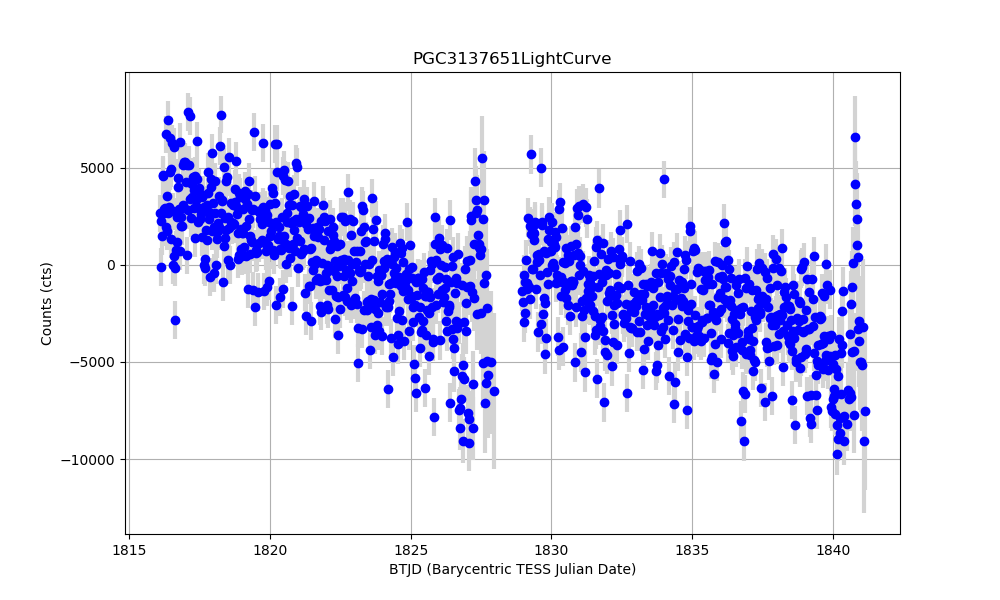 PGC3137651LightCurve
Counts (cts)
5000
0
−5000
−10000
1815 1820 1825 1830 1835 1840
BTJD (Barycentric TESS Julian Date)